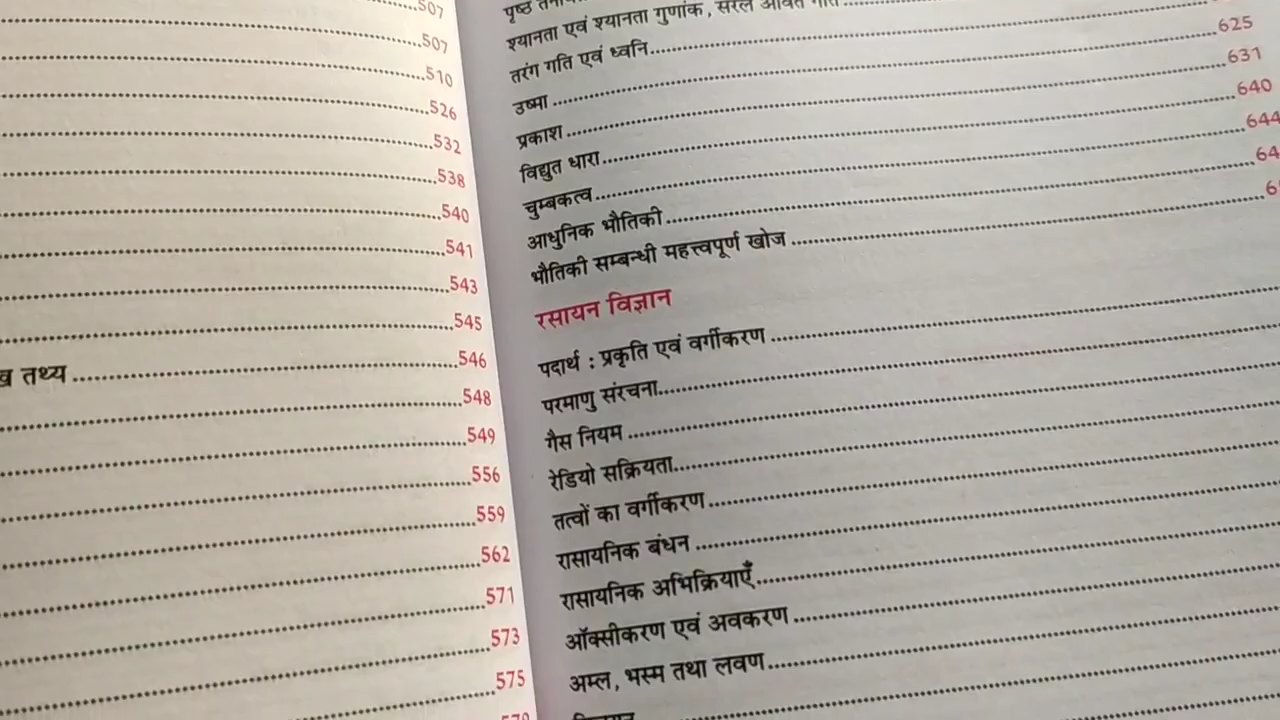 507
507
510
526
532
538
540
541
543
545
तथ्य 546
548
549
556
559
562
571
573
575
पृष्ठ
श्यानता एवं श्यानता गुणांक, सरल आवर्त गति
तरंग गति एवं ध्वनि
उष्मा 625
प्रकाश 631
विद्युत धारा 640
चुम्बकत्व 644
आधुनिक भौतिकी
भौतिकी सम्बन्धी महत्त्वपूर्ण खोज
रसायन विज्ञान
पदार्थ : प्रकृति एवं वर्गीकरण
परमाणु संरचना
गैस नियम
रेडियो सक्रियता
तत्वों का वर्गीकरण
रासायनिक बंधन
रासायनिक अभिक्रियाएँ
ऑक्सीकरण एवं अवकरण
अम्ल, भस्म तथा लवण